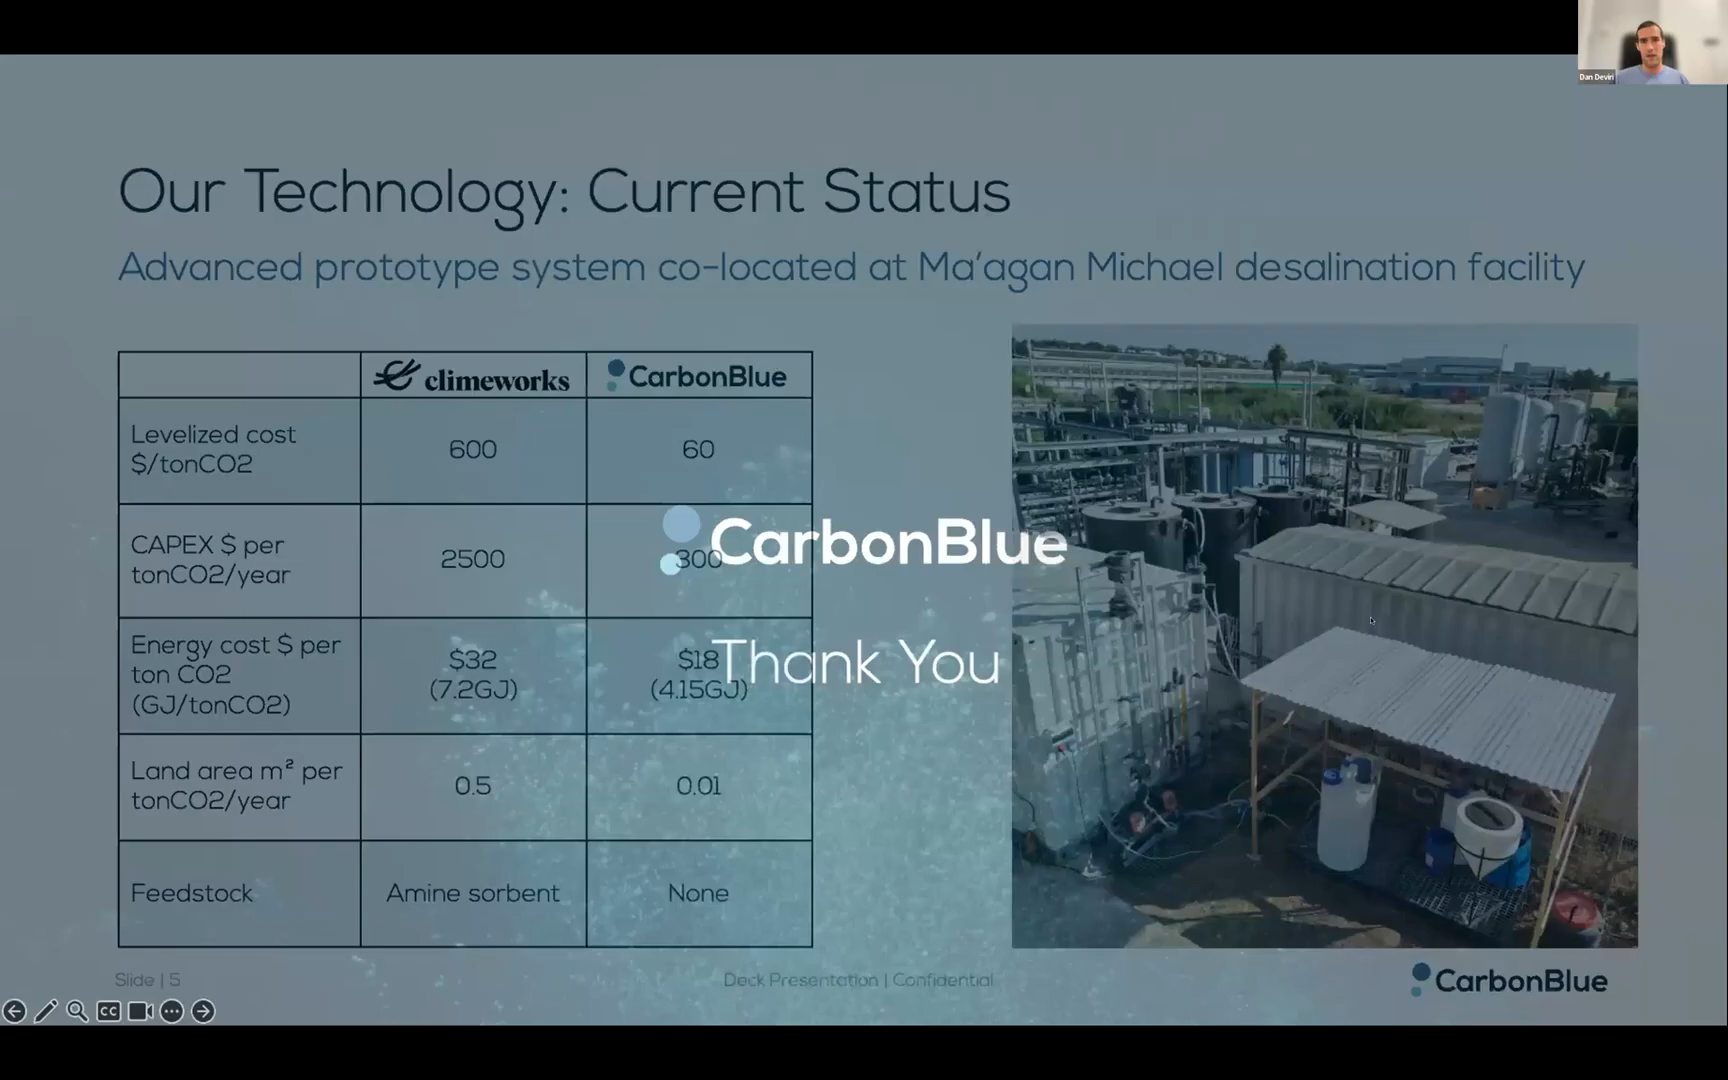 Dan Deviri
Our Technology: Current Status
Advanced prototype system co-located at Ma'agan Michael desalination facility
climeworks
CarbonBlue
Levelized cost
$/tonCO2
600
60
CAPEX $ per
tonCO2/year
2500
300
CarbonBlue
Energy cost $ per
ton CO2
(GJ/tonCO2)
$32
(7.2GJ)
$18
(4.15GJ)
Thank You
Land area m² per
tonCO2/year
0.5
0.01
Feedstock
Amine sorbent
None
Slide | 5
Deck Presentation | Confidential
CarbonBlue
CC